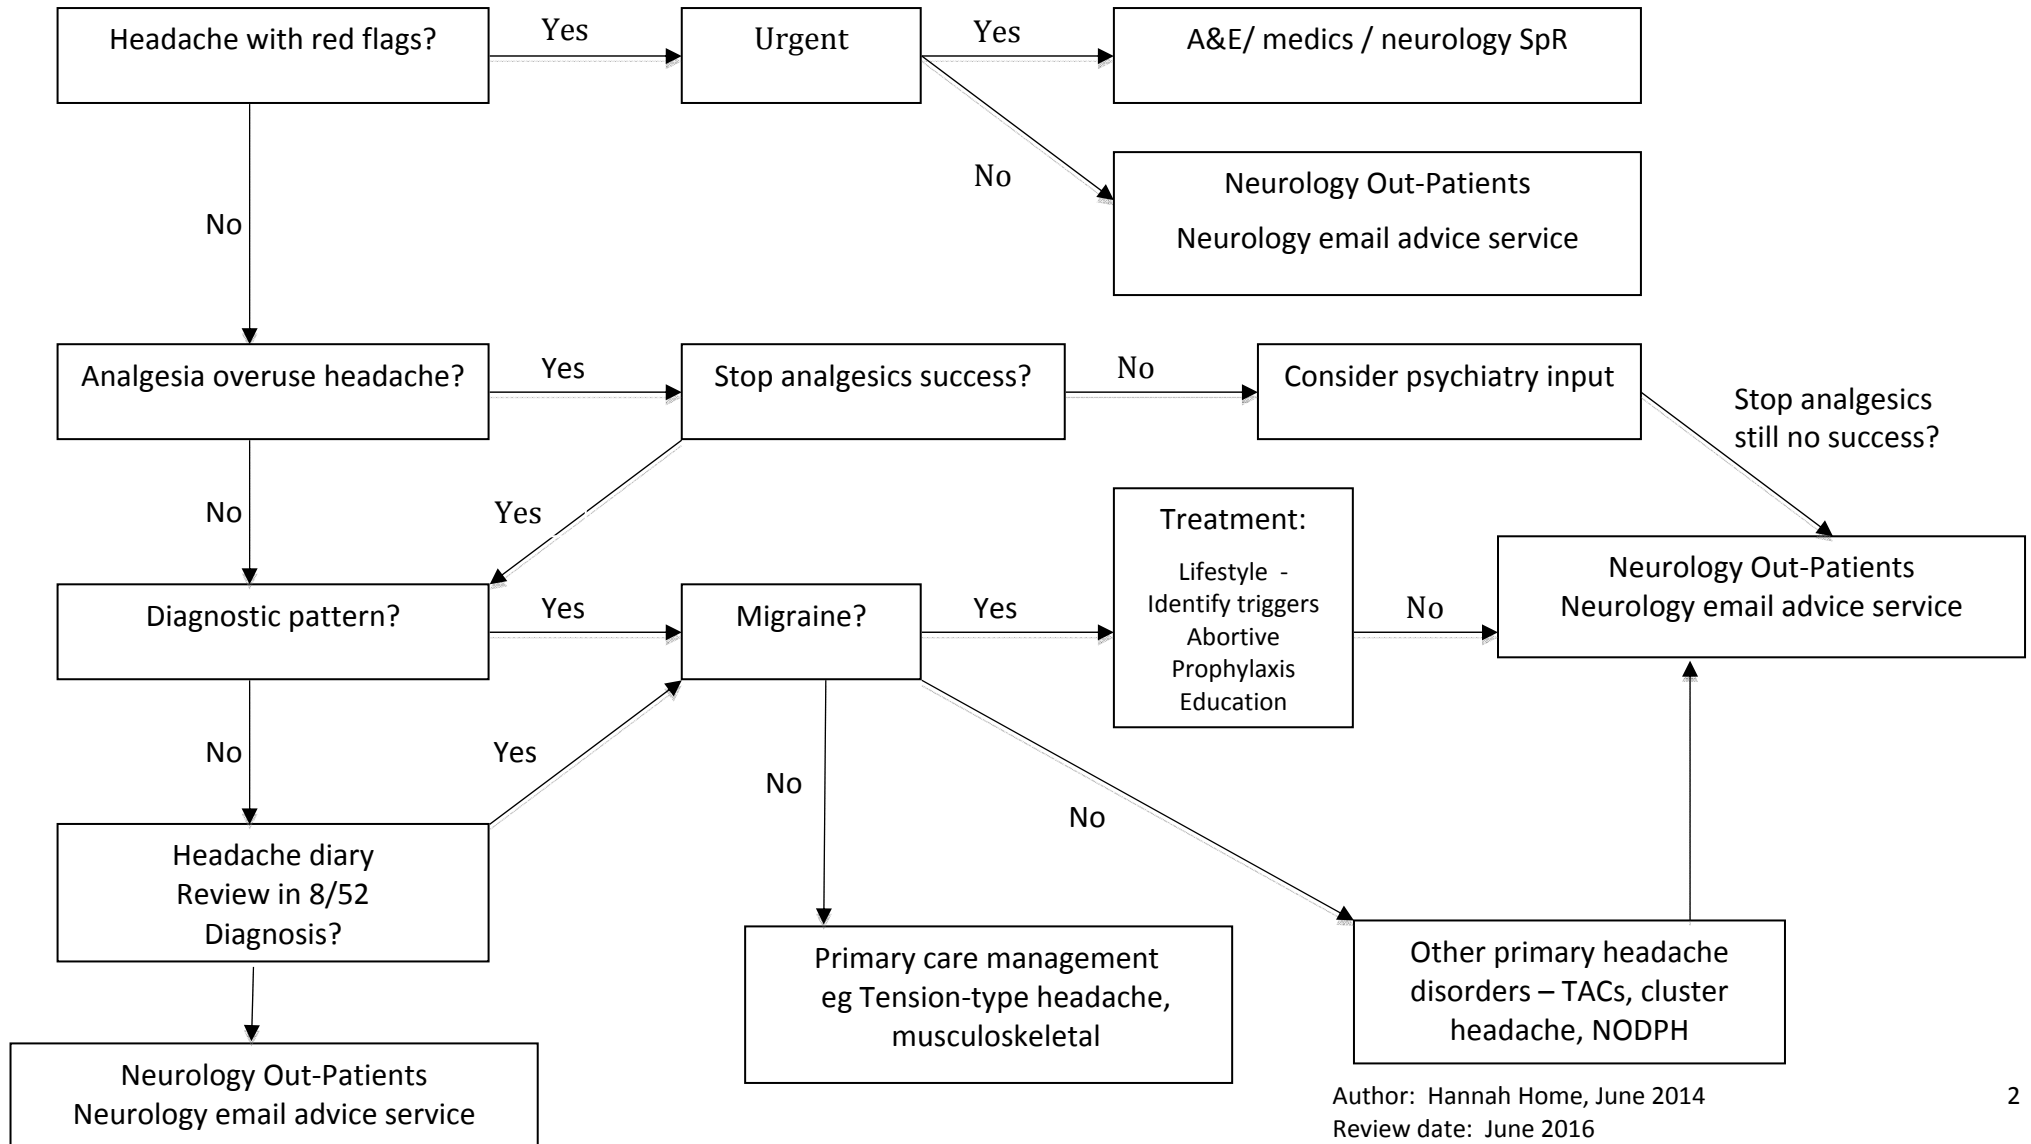 Headache with red flags?
Yes
Urgent
Yes
A&E/ medics / neurology SpR
No
Neurology Out-Patients
Neurology email advice service
No
Analgesia overuse headache?
Yes
Stop analgesics success?
No
Consider psychiatry input
Stop analgesics
still no success?
No
Yes
Treatment:
Lifestyle -
Identify triggers
Abortive
Prophylaxis
Education
Diagnostic pattern?
Yes
Migraine?
Yes
No
Neurology Out-Patients
Neurology email advice service
No
Yes
No
No
Headache diary
Review in 8/52
Diagnosis?
Primary care management
eg Tension-type headache,
musculoskeletal
Other primary headache
disorders – TACs, cluster
headache, NODPH
Neurology Out-Patients
Neurology email advice service
Author: Hannah Home, June 2014
2
Review date: June 2016